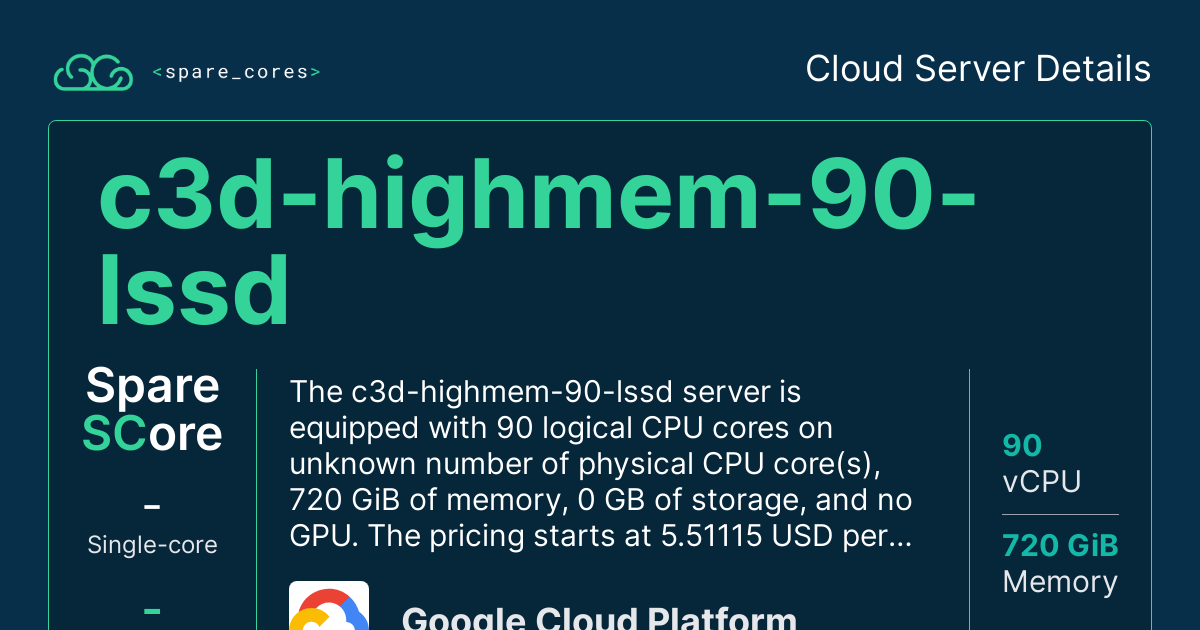 <spare_cores>
Cloud Server Details
c3d-highmem-90-
lssd
Spare
SCore
-
Single-core
-
The c3d-highmem-90-lssd server is
equipped with 90 logical CPU cores on
unknown number of physical CPU core(s),
720 GiB of memory, 0 GB of storage, and no
GPU. The pricing starts at 5.51115 USD per...
Google Cloud Platform
90
vCPU
720 GiB
Memory